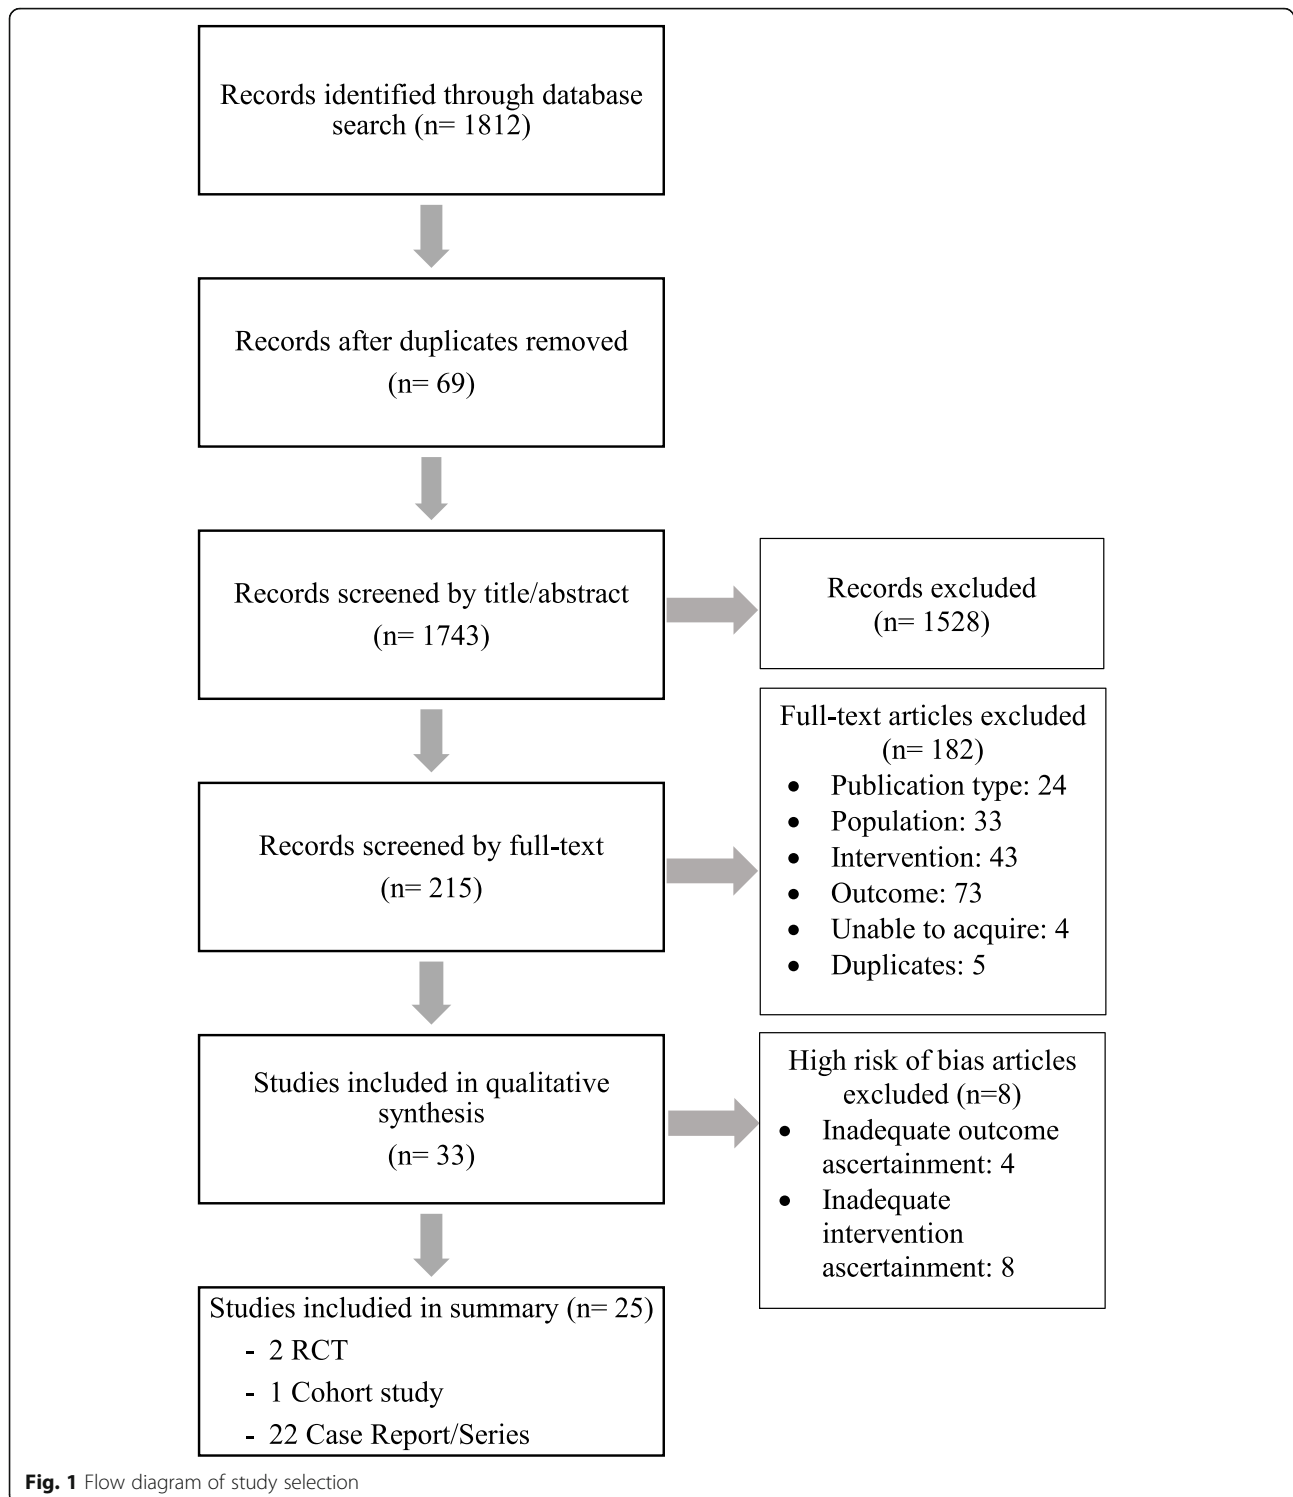 Records identified through database
search (n= 1812)
Records after duplicates removed
(n= 69)
Records screened by title/abstract
(n= 1743)
Records excluded
(n= 1528)
Records screened by full-text
(n= 215)
Full-text articles excluded
(n= 182)
• Publication type: 24
• Population: 33
• Intervention: 43
• Outcome: 73
• Unable to acquire: 4
• Duplicates: 5
Studies included in qualitative
synthesis
(n= 33)
High risk of bias articles
excluded (n=8)
• Inadequate outcome
ascertainment: 4
• Inadequate
intervention
ascertainment: 8
Studies includied in summary (n= 25)
- 2 RCT
- 1 Cohort study
- 22 Case Report/Series
Fig. 1 Flow diagram of study selection